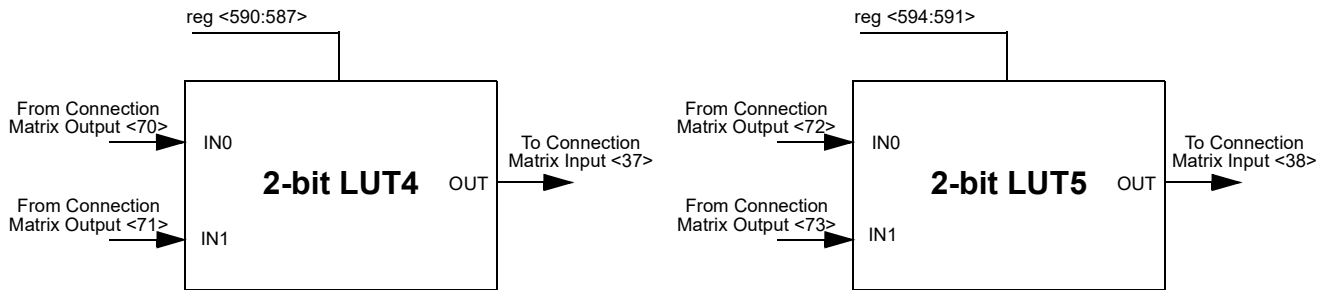 reg <590:587>
From Connection
Matrix Output <70>
IN0
2-bit LUT4
OUT
To Connection
Matrix Input <37>
From Connection
Matrix Output <71>
IN1
reg <594:591>
From Connection
Matrix Output <72>
IN0
2-bit LUT5
OUT
To Connection
Matrix Input <38>
From Connection
Matrix Output <73>
IN1